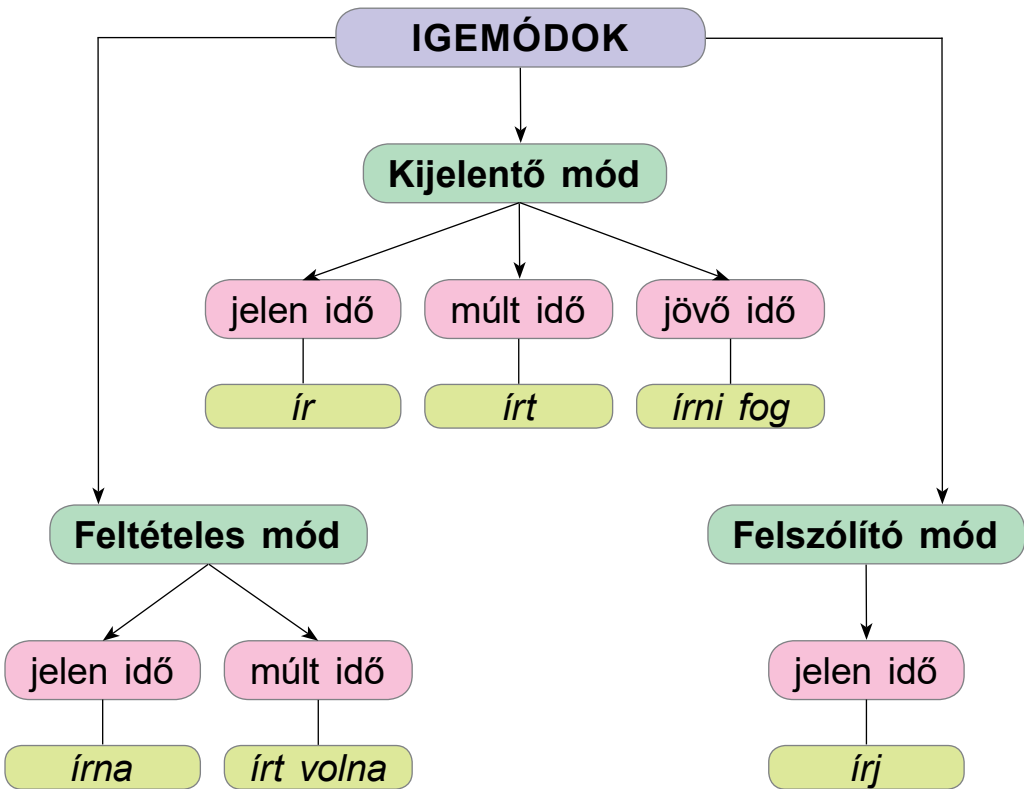 IGEMÓDOK
Kijelentő mód
jelen idő
múlt idő
jövő idő
ír
írt
írni fog
Feltételes mód
Felszólító mód
jelen idő
múlt idő
jelen idő
írna
írt volna
írj